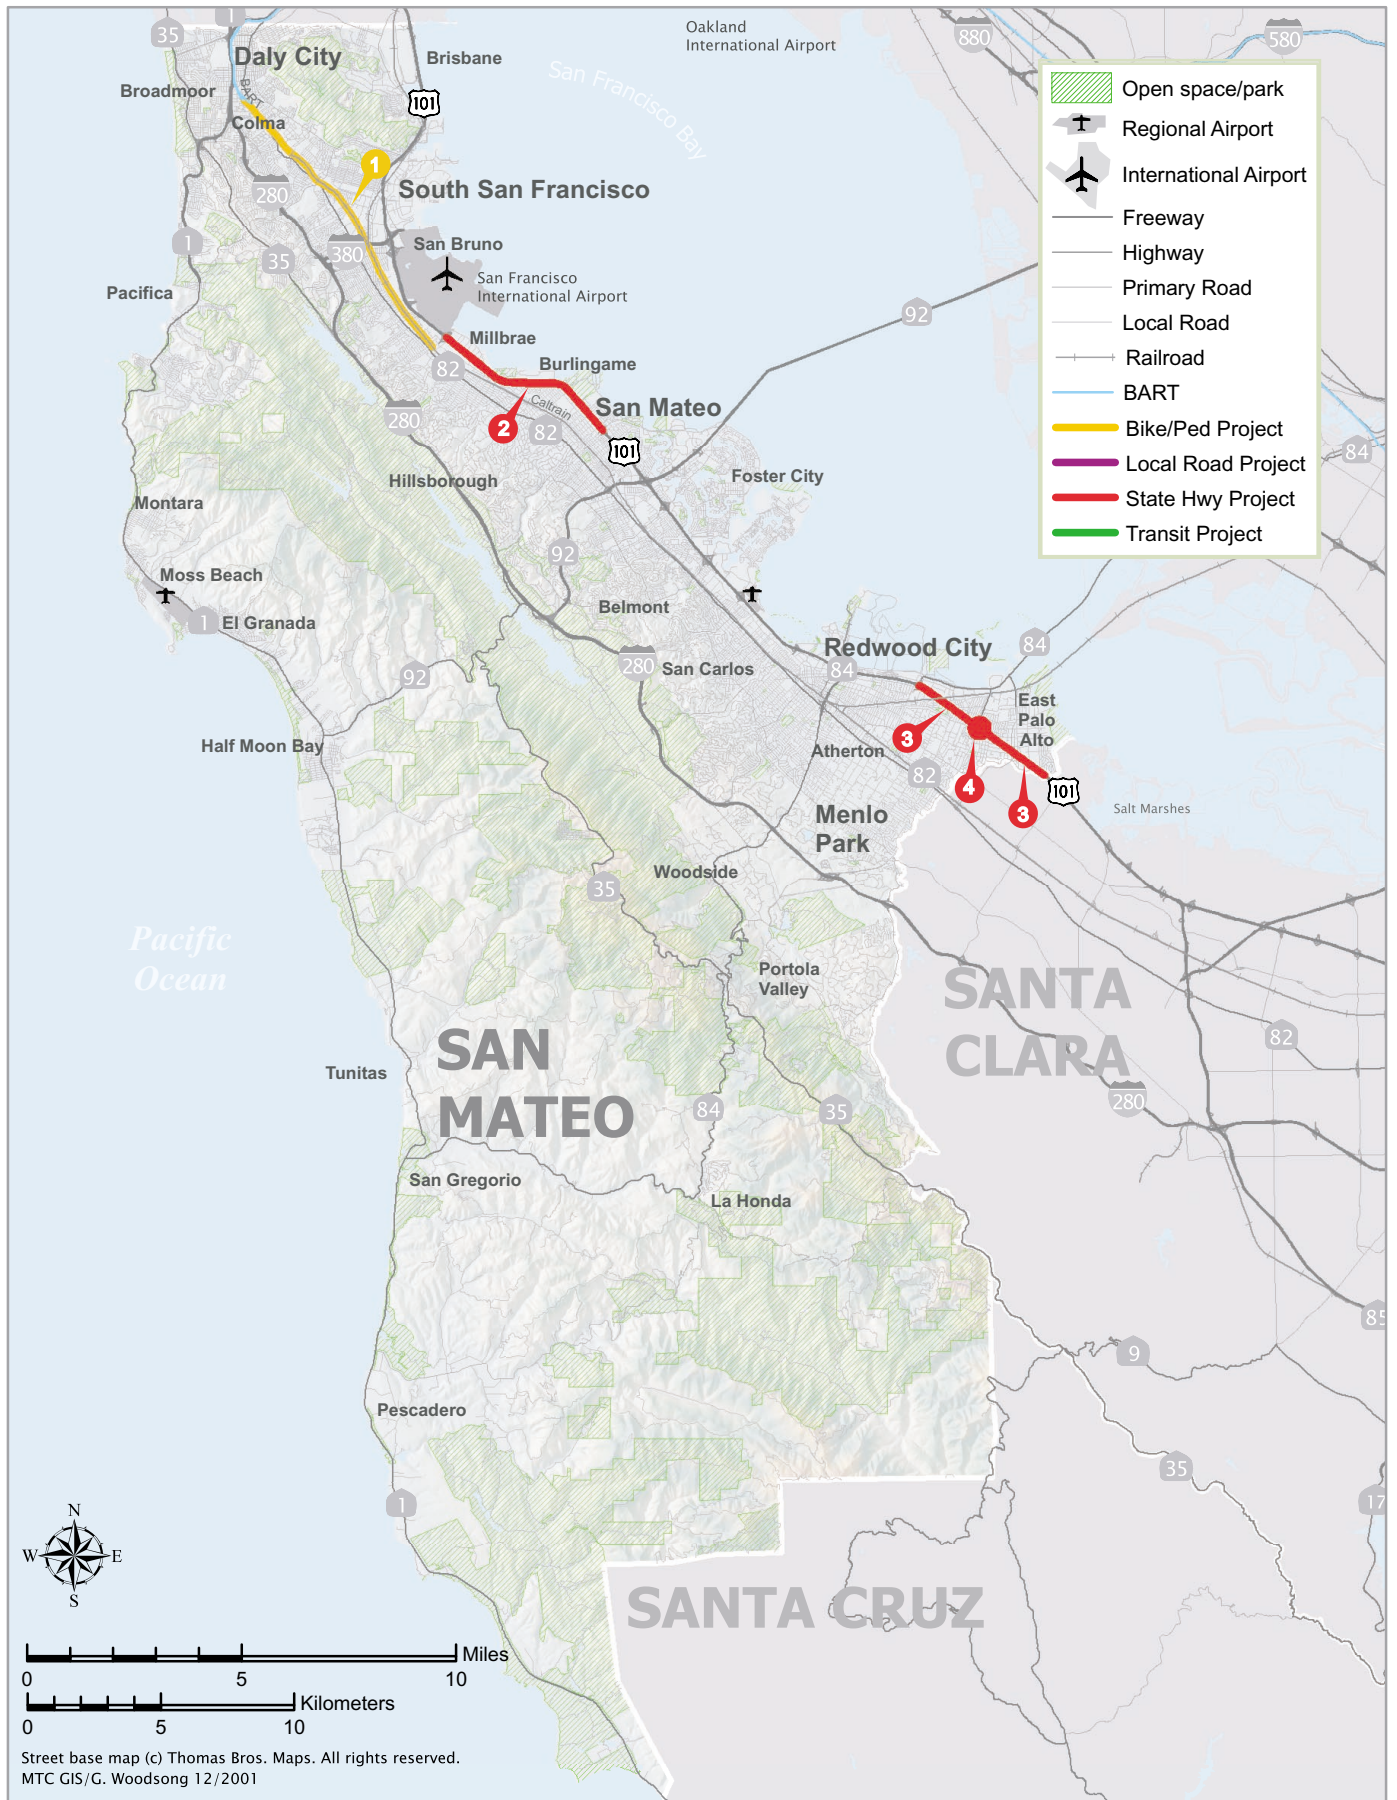 1
35
Oakland
International Airport
880
580
Daly City
Brisbane
Broadmoor
BART
101
Colma
San Francisco Bay
1
280
South San Francisco
1
35
380
San Bruno
San Francisco
International Airport
Pacifica
92
Millbrae
82
Burlingame
Caltrain
San Mateo
2
82
280
101
84
Hillsborough
Foster City
Montara
92
Moss Beach
1
El Granada
Belmont
280
San Carlos
Redwood City
84
84
92
East
Palo
Alto
Half Moon Bay
3
Atherton
82
4
3
101
Salt Marshes
Menlo
Park
Woodside
35
Pacific
Ocean
Portola
Valley
SANTA
CLARA
SAN
MATEO
Tunitas
84
35
82
280
San Gregorio
La Honda
85
9
Pescadero
35
1
17
SANTA CRUZ
Open space/park
Regional Airport
International Airport
Freeway
Highway
Primary Road
Local Road
Railroad
BART
Bike/Ped Project
Local Road Project
State Hwy Project
Transit Project
N
W E
S
Miles
0 5 10
Kilometers
0 5 10
Street base map (c) Thomas Bros. Maps. All rights reserved.
MTC GIS/G. Woodsong 12/2001